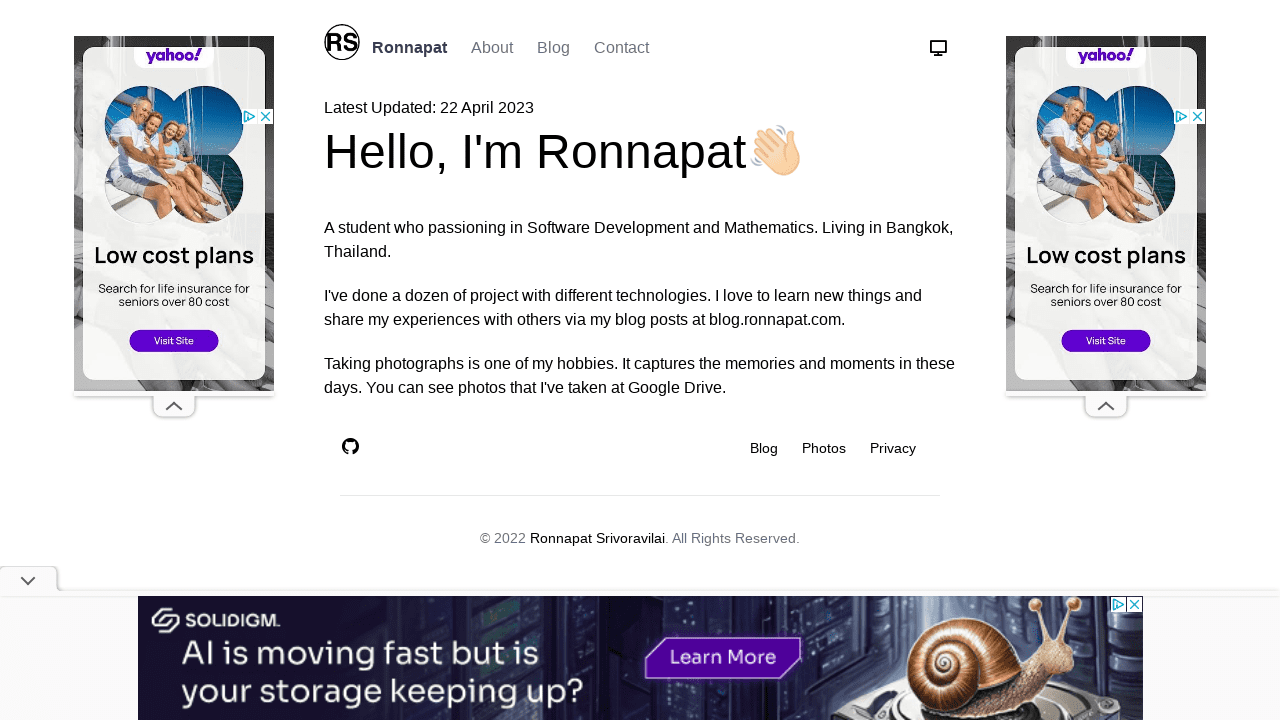 RS
Ronnapat About Blog Contact
Latest Updated: 22 April 2023
Hello, I'm Ronnapat
A student who passioning in Software Development and Mathematics. Living in Bangkok,
Thailand.
I've done a dozen of project with different technologies. I love to learn new things and
share my experiences with others via my blog posts at blog.ronnapat.com.
Taking photographs is one of my hobbies. It captures the memories and moments in these
days. You can see photos that I've taken at Google Drive.
Blog Photos Privacy
© 2022 Ronnapat Srivoravilai. All Rights Reserved.
yahoo!
Low cost plans
Search for life insurance for
seniors over 80 cost
Visit Site
yahoo!
Low cost plans
Search for life insurance for
seniors over 80 cost
Visit Site
SOLIDIGM
AI is moving fast but is
your storage keeping up?
Learn More